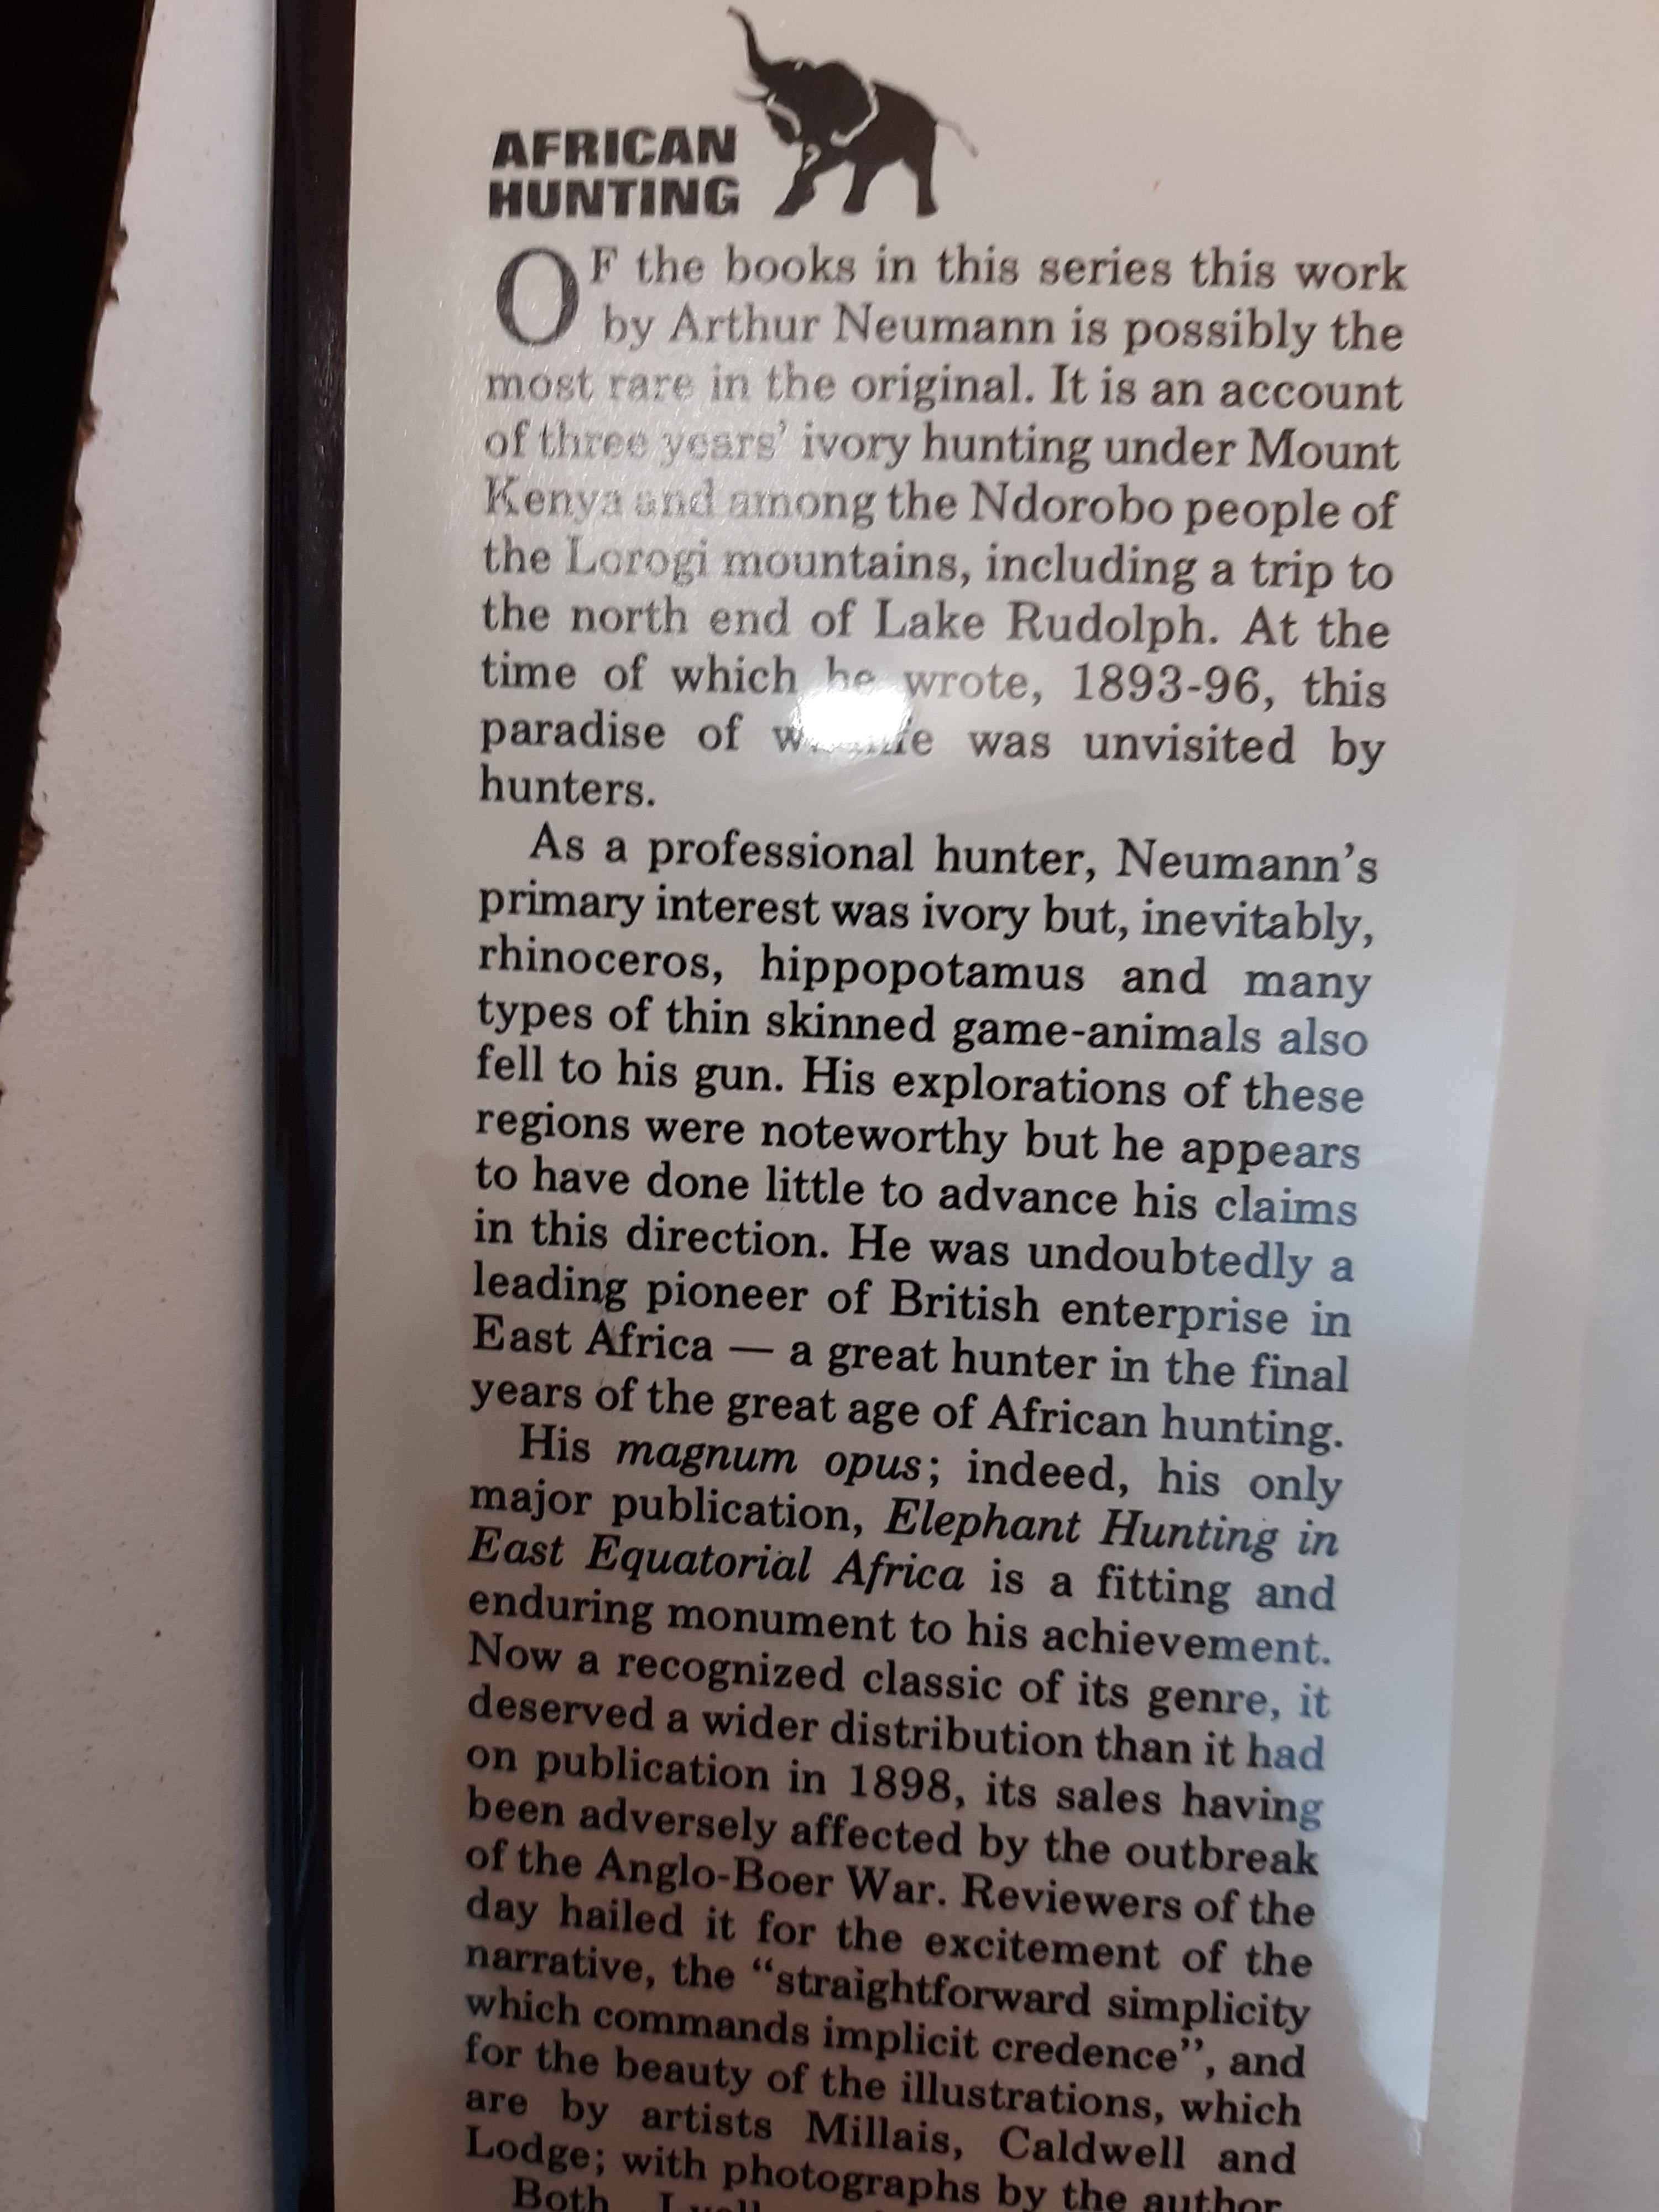 AFRICAN
HUNTING
OF the books in this series this work
by Arthur Neumann is possibly the
most rare in the original. It is an account
of three years' ivory hunting under Mount
Kenya and among the Ndorobo people of
the Lorogi mountains, including a trip to
the north end of Lake Rudolph. At the
time of which he wrote, 1893-96, this
paradise of was unvisited by
hunters.
As a professional hunter, Neumann's
primary interest was ivory but, inevitably,
rhinoceros, hippopotamus and many
types of thin skinned game-animals also
fell to his gun. His explorations of these
regions were noteworthy but he appears
to have done little to advance his claims
in this direction. He was undoubtedly a
leading pioneer of British enterprise in
East Africa — a great hunter in the final
years of the great age of African hunting.
His magnum opus; indeed, his only
major publication, Elephant Hunting in
East Equatorial Africa is a fitting and
enduring monument to his achievement.
Now a recognized classic of its genre, it
deserved a wider distribution than it had
on publication in 1898, its sales having
been adversely affected by the outbreak
of the Anglo-Boer War. Reviewers of the
day hailed it for the excitement of the
narrative, the "straightforward simplicity
which commands implicit credence", and
for the beauty of the illustrations, which
are by artists Millais, Caldwell and
Lodge; with photographs by the author.
Both